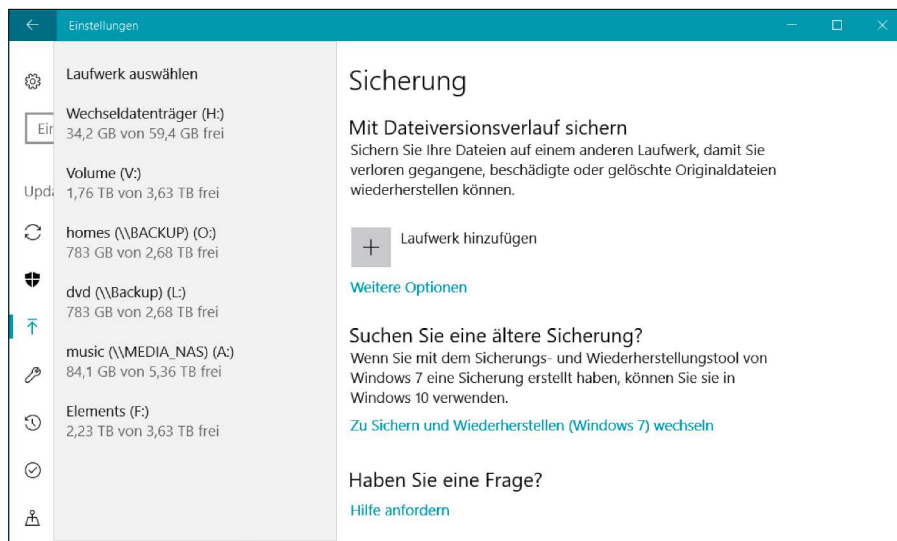 Einstellungen
Laufwerk auswählen
Wechseldatenträger (H:)
34,2 GB von 59,4 GB frei
Volume (V:)
1,76 TB von 3,63 TB frei
homes (\\BACKUP) (O:)
783 GB von 2,68 TB frei
dvd (\\Backup) (L:)
783 GB von 2,68 TB frei
music (\\MEDIA_NAS) (A:)
84,1 GB von 5,36 TB frei
Elements (F:)
2,23 TB von 3,63 TB frei
Ein
Upda
Sicherung
Mit Dateiversionsverlauf sichern
Sichern Sie Ihre Dateien auf einem anderen Laufwerk, damit Sie
verloren gegangene, beschädigte oder gelöschte Originaldateien
wiederherstellen können.
Laufwerk hinzufügen
Weitere Optionen
Suchen Sie eine ältere Sicherung?
Wenn Sie mit dem Sicherungs- und Wiederherstellungstool von
Windows 7 eine Sicherung erstellt haben, können Sie sie in
Windows 10 verwenden.
Zu Sichern und Wiederherstellen (Windows 7) wechseln
Haben Sie eine Frage?
Hilfe anfordern